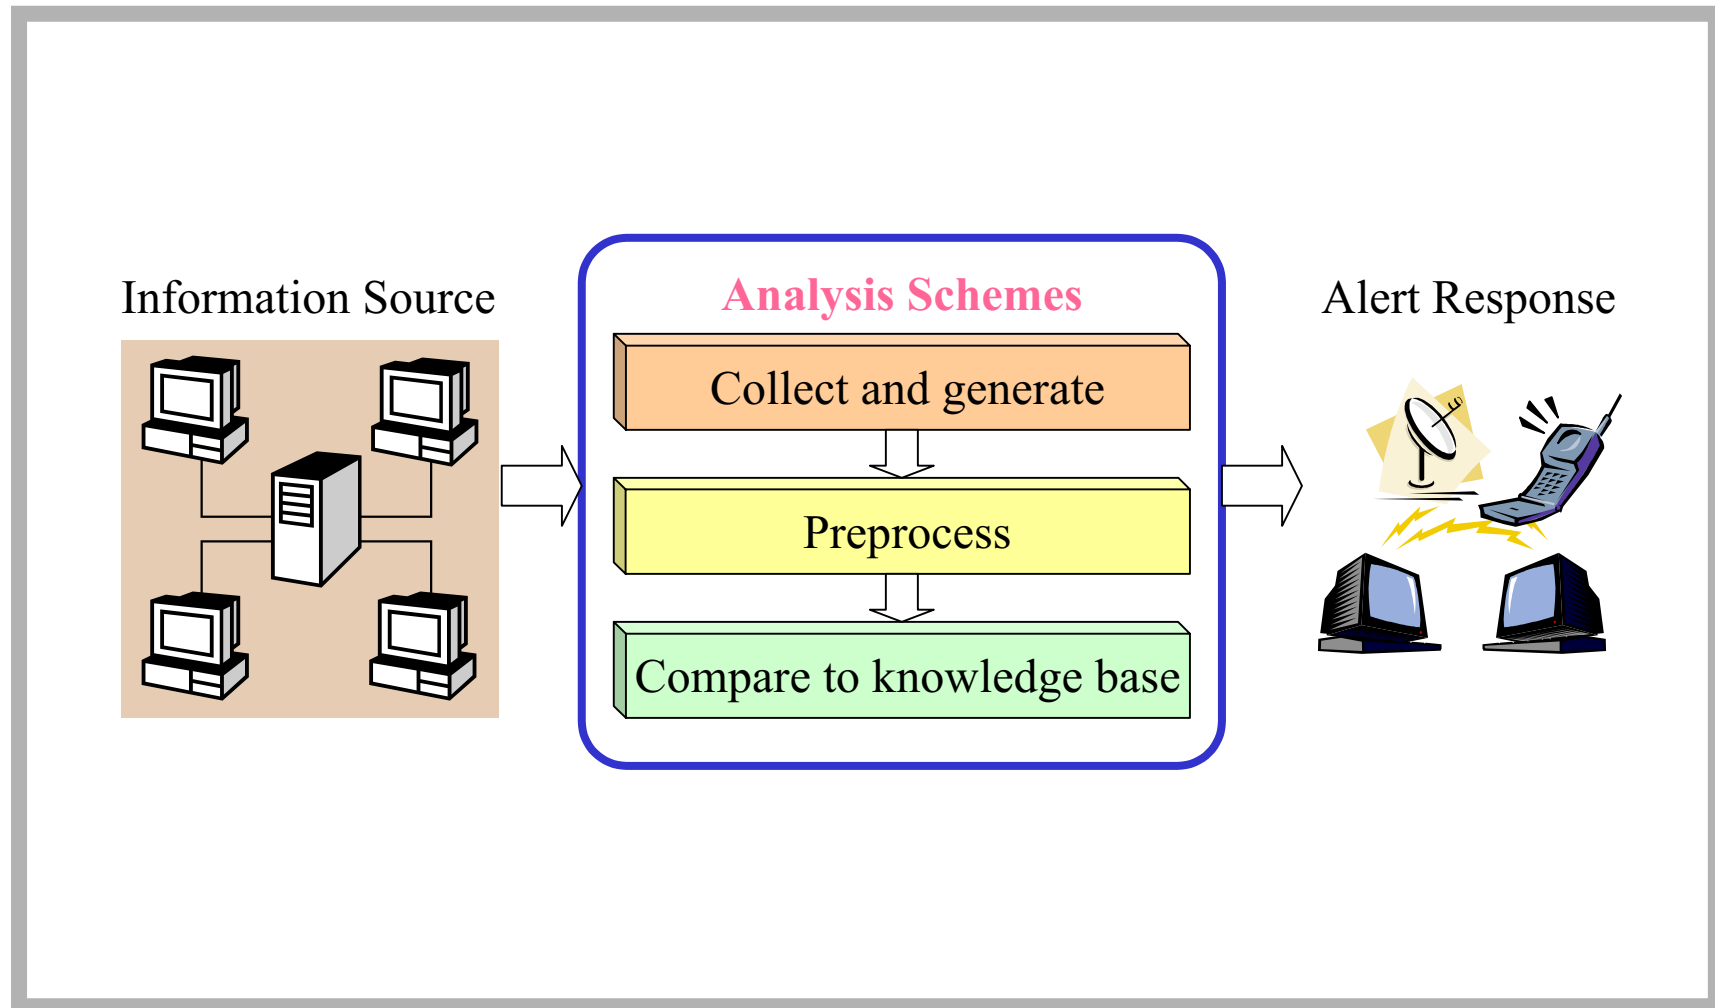 Information Source
Analysis Schemes
Collect and generate
Preprocess
Compare to knowledge base
Alert Response